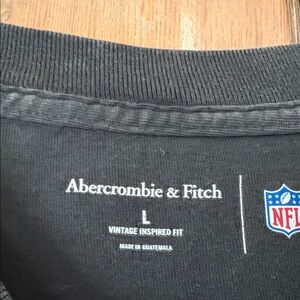 Abercrombie & Fitch
L
VINTAGE INSPIRED FIT
MADE IN GUATEMALA
NFL